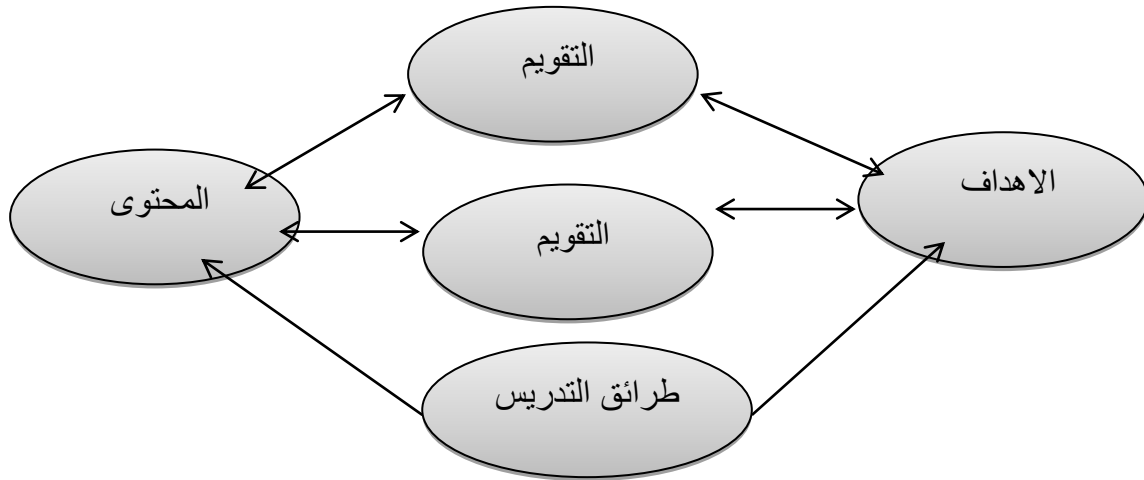 التقويم
الاهداف
المحتوى
التقويم
طرائق التدريس